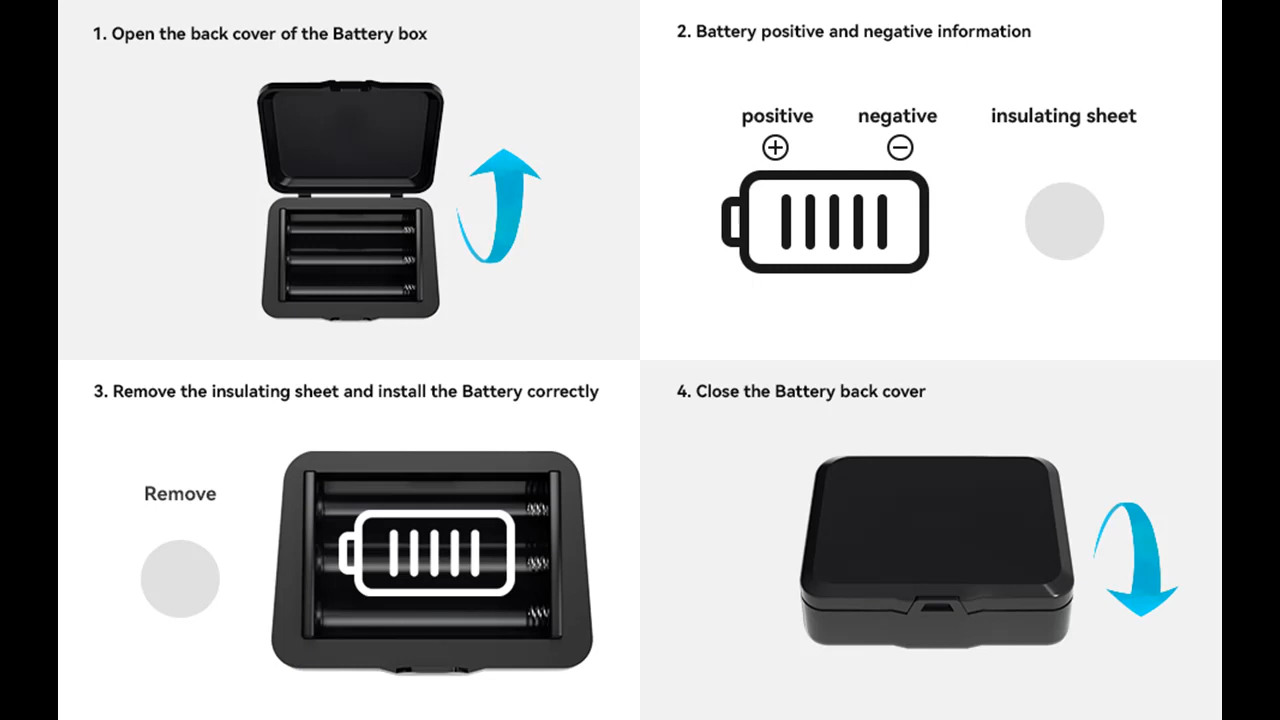 1. Open the back cover of the Battery box
2. Battery positive and negative information
positive negative insulating sheet
3. Remove the insulating sheet and install the Battery correctly
Remove
4. Close the Battery back cover